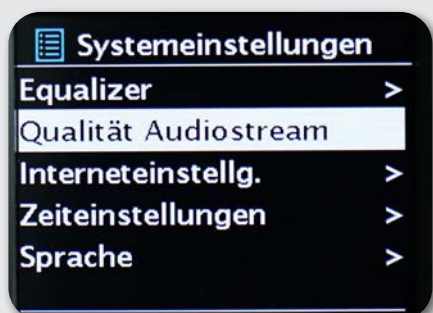 Systemeinstellungen
Equalizer >
Qualität Audiostream
Interneteinstellg. >
Zeiteinstellungen >
Sprache >